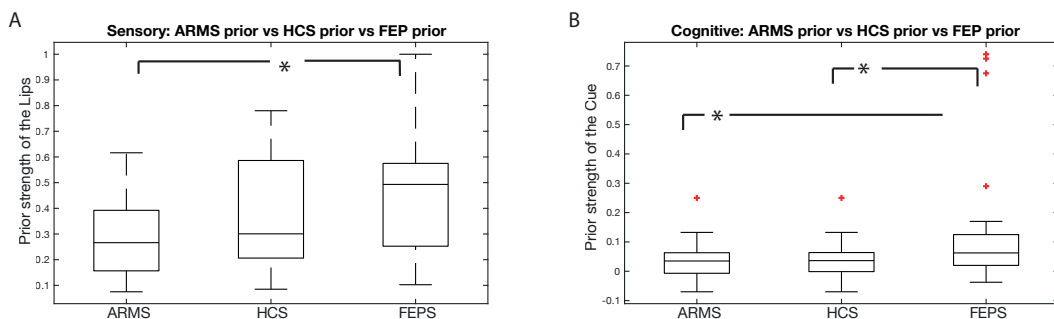 A
Sensory: ARMS prior vs HCS prior vs FEP prior
Prior strength of the Lips
1
0.9
0.8
0.7
0.6
0.5
0.4
0.3
0.2
0.1
*
ARMS HCS FEPS
B
Cognitive: ARMS prior vs HCS prior vs FEP prior
Prior strength of the Cue
0.7
0.6
0.5
0.4
0.3
0.2
0.1
0
-0.1
*
*
ARMS HCS FEPS